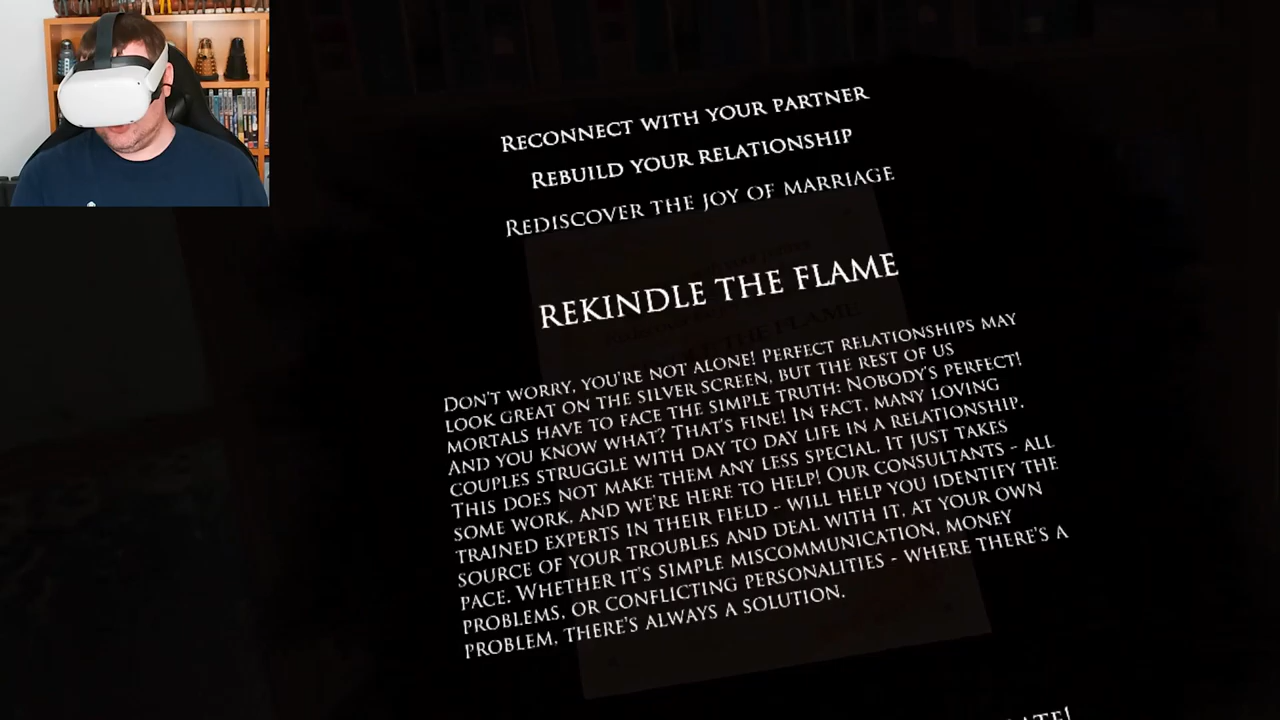 Reconnect with your partner
Rebuild your relationship
Rediscover the joy of marriage
REKINDLE THE FLAME
Don't worry, you're not alone! Perfect relationships may
look great on the silver screen, but the rest of us
mortals have to face the simple truth: Nobody's perfect!
And you know what? That's fine! In fact, many loving
couples struggle with day to day life in a relationship.
This does not make them any less special. It just takes
some work. And we're here to help! Our consultants - all
trained experts in their field - will help you identify the
source of your troubles and deal with it, at your own
pace. Whether it's simple miscommunication, money
problems, or conflicting personalities - where there's a
problem, there's always a solution.